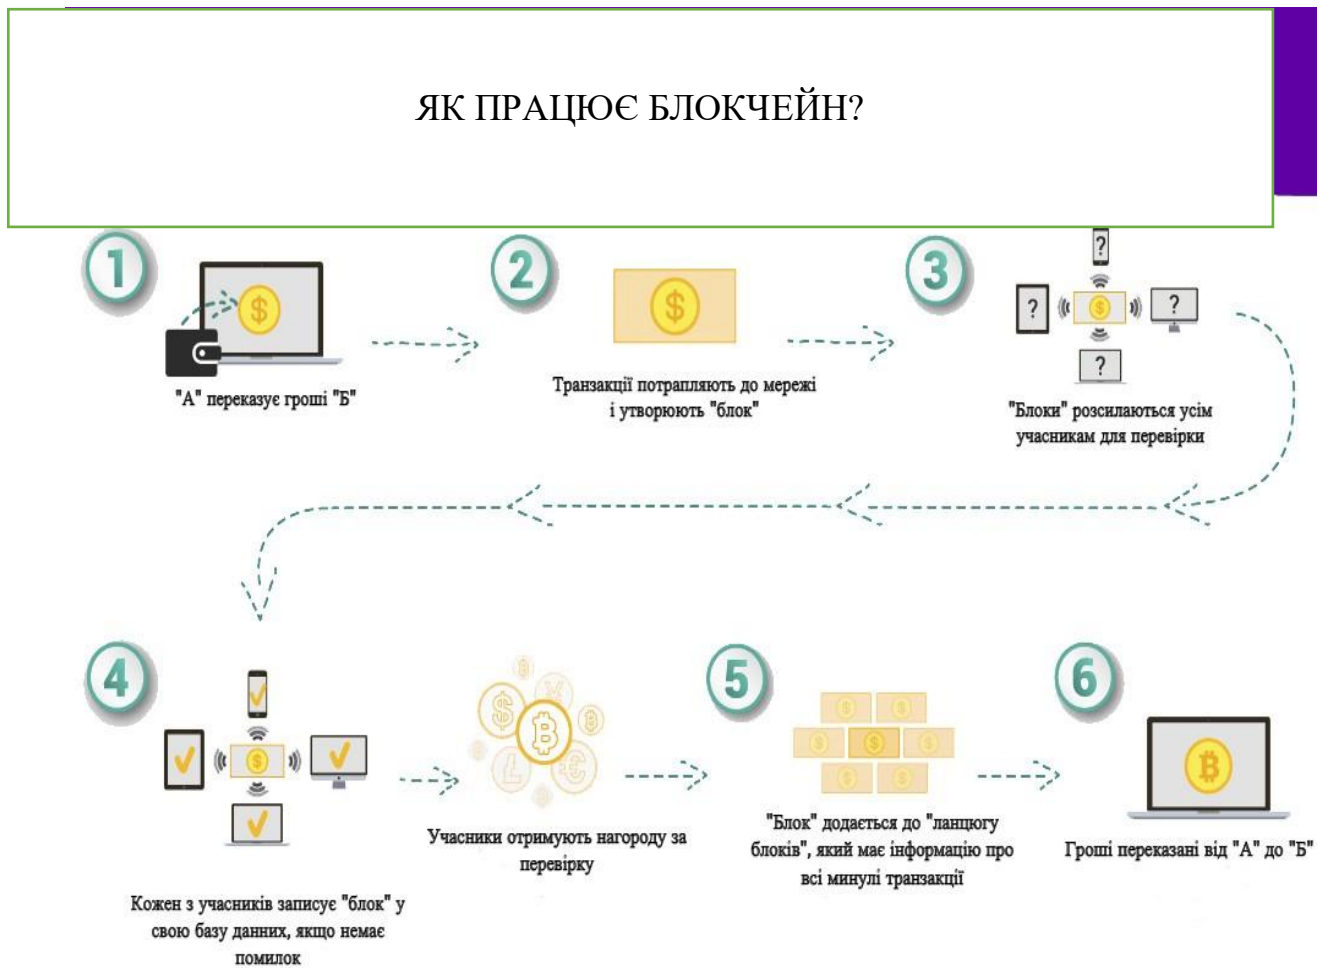 ЯК ПРАЦЮЄ БЛОКЧЕЙН?
1
"А" переказує гроші "Б"
2
Транзакції потрапляють до мережі
і утворюють "блок"
3
"Блоки" розсилаються усім
учасникам для перевірки
4
Кожен з учасників записує "блок" у
свою базу данних, якщо немає
помилок
Учасники отримують нагороду за
перевірку
5
"Блок" додається до "ланцюгу
блоків", який має інформацію про
всі минулі транзакції
6
Гроші переказані від "А" до "Б"